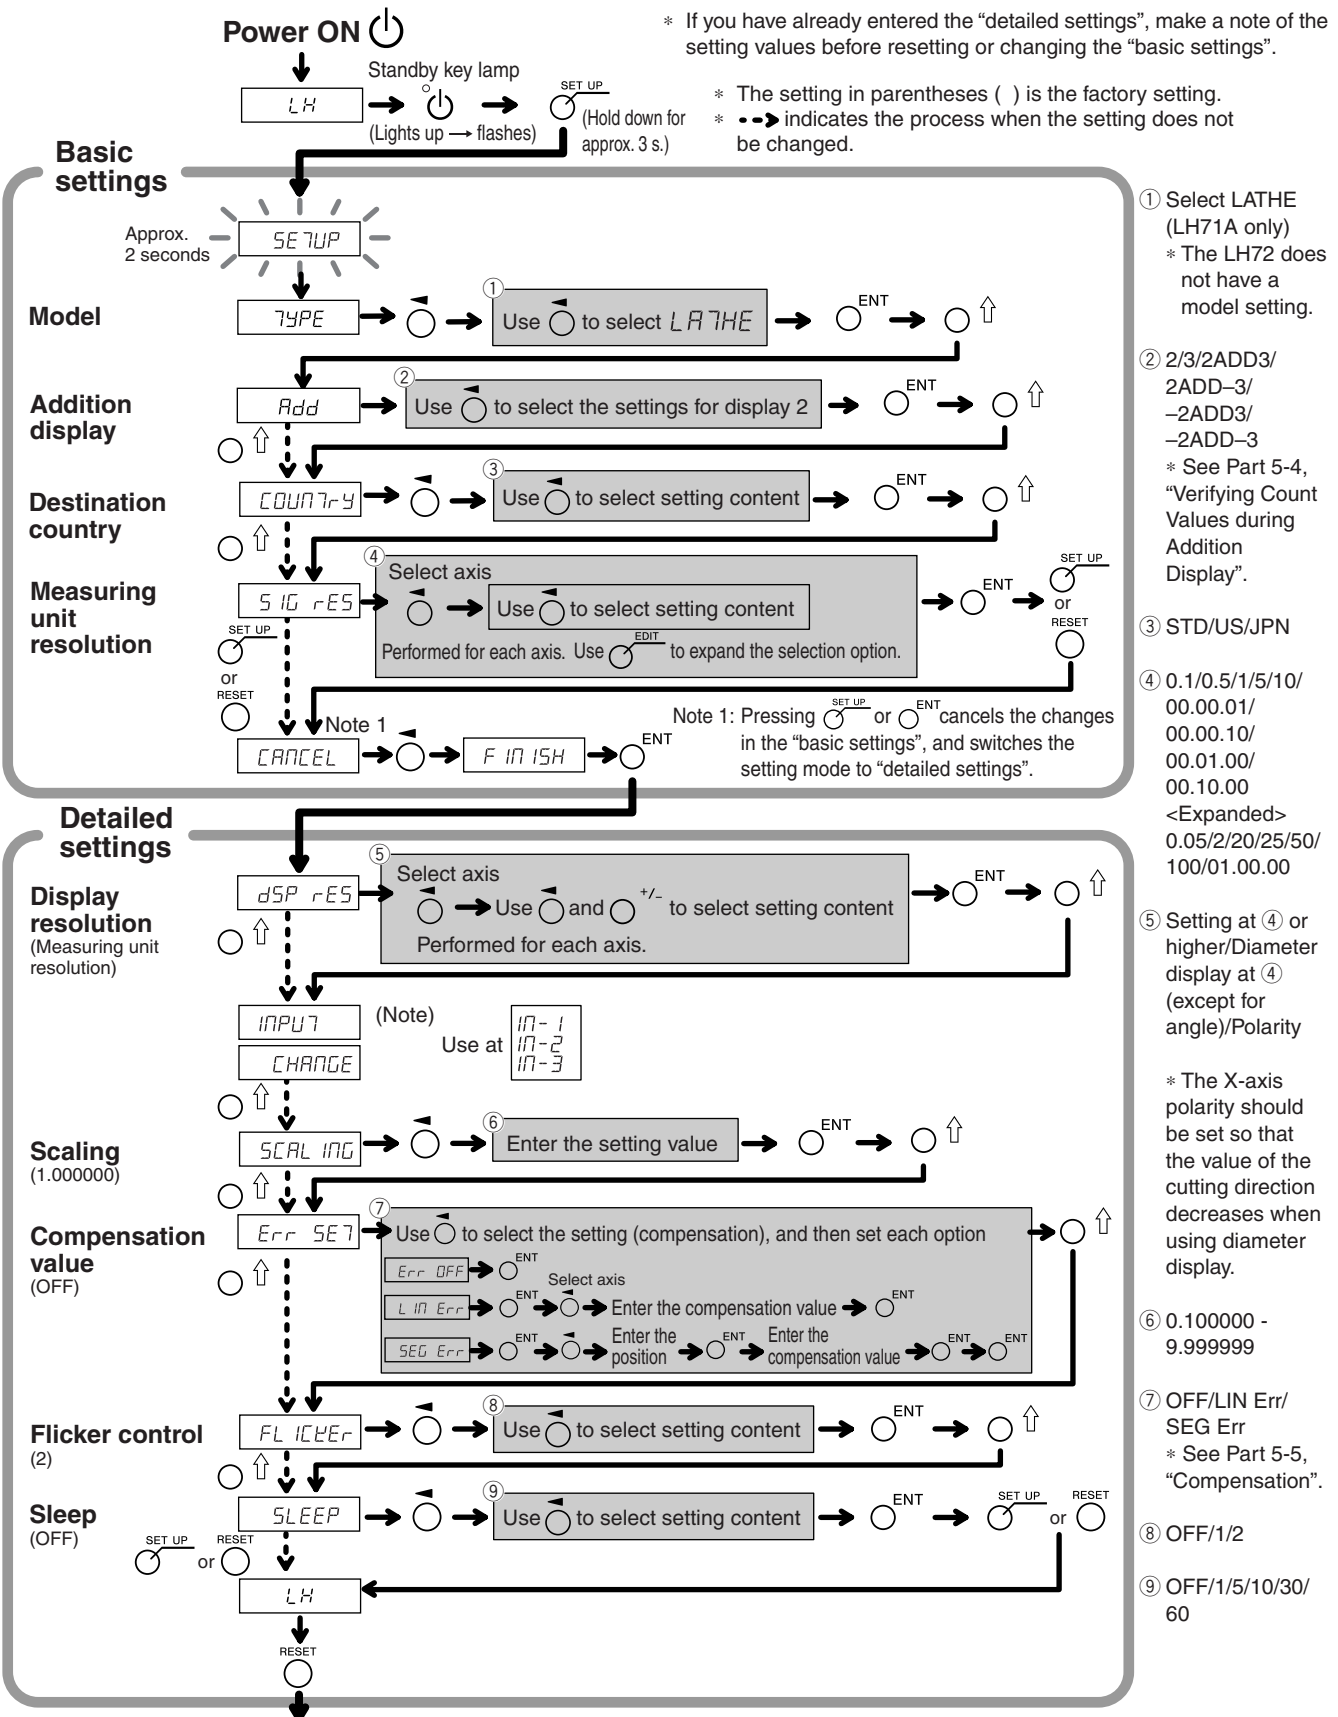 Power ON
* If you have already entered the “detailed settings”, make a note of the
setting values before resetting or changing the “basic settings”.
Standby key lamp
LH
SET UP
(Lights up → flashes)
(Hold down for
approx. 3 s.)
* The setting in parentheses ( ) is the factory setting.
* --➔ indicates the process when the setting does not
be changed.
Basic
settings
Approx.
2 seconds
SETUP
Model
TYPE
①
Use to select LATHE
ENT
Addition
display
Add
②
Use to select the settings for display 2
ENT
Destination
country
COUNTrY
③
Use to select setting content
ENT
Measuring
unit
resolution
SIG rES
④
Select axis
Use to select setting content
Performed for each axis. Use EDIT to expand the selection option.
ENT
SET UP
or
RESET
SET UP
or
RESET
Note 1
CANCEL
FINISH
ENT
Note 1: Pressing SET UP or ENT cancels the changes
in the “basic settings”, and switches the
setting mode to “detailed settings”.
Detailed
settings
Display
resolution
(Measuring unit
resolution)
dSP rES
⑤
Select axis
Use and +/- to select setting content
Performed for each axis.
ENT
INPUT
CHANGE
(Note)
Use at
IN-1
IN-2
IN-3
Scaling
(1.000000)
SCALING
⑥
Enter the setting value
ENT
Compensation
value
(OFF)
Err SET
⑦
Use to select the setting (compensation), and then set each option
Err OFF
ENT
Select axis
LIN Err
ENT
Enter the compensation value
ENT
SEG Err
ENT
Enter the
position
ENT
Enter the
compensation value
ENT
ENT
Flicker control
(2)
FLICKEr
⑧
Use to select setting content
ENT
Sleep
(OFF)
SLEEP
⑨
Use to select setting content
ENT
SET UP
or
RESET
SET UP
or
RESET
LH
RESET
① Select LATHE
(LH71A only)
* The LH72 does
not have a
model setting.
② 2/3/2ADD3/
2ADD–3/
–2ADD3/
–2ADD–3
* See Part 5-4,
“Verifying Count
Values during
Addition
Display”.
③ STD/US/JPN
④ 0.1/0.5/1/5/10/
00.00.01/
00.00.10/
00.01.00/
00.10.00
<Expanded>
0.05/2/20/25/50/
100/01.00.00
⑤ Setting at ④ or
higher/Diameter
display at ④
(except for
angle)/Polarity
* The X-axis
polarity should
be set so that
the value of the
cutting direction
decreases when
using diameter
display.
⑥ 0.100000 -
9.999999
⑦ OFF/LIN Err/
SEG Err
* See Part 5-5,
“Compensation”.
⑧ OFF/1/2
⑨ OFF/1/5/10/30/
60